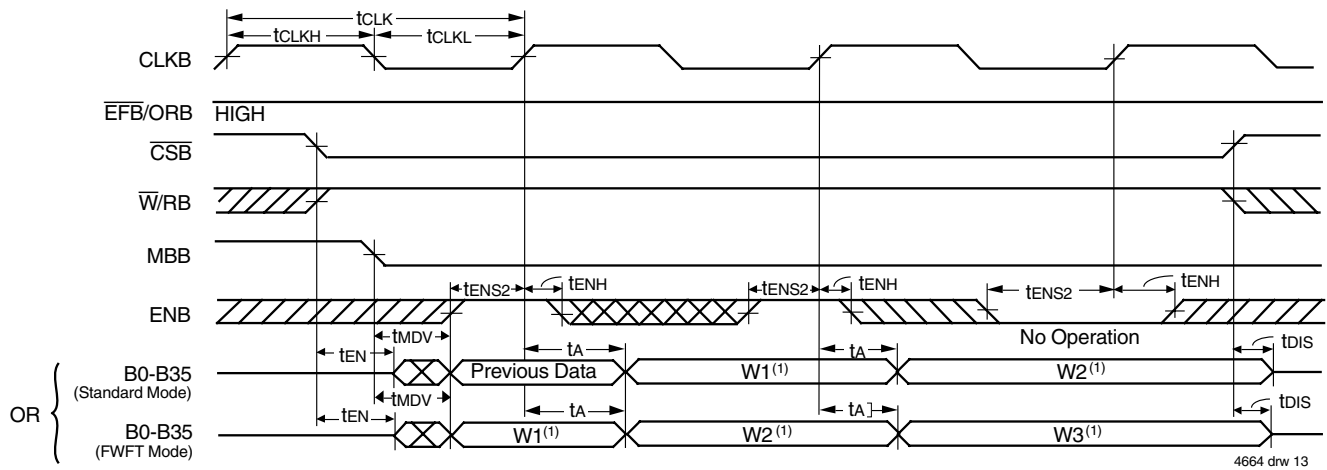 tCLK
tCLKH tCLKL
CLKB
EFB/ORB HIGH
CSB
W/RB
MBB
tENS2 tENH tENS2 tENH tENS2 tENH
ENB
No Operation
tMDV
tEN tA tA tDIS
B0-B35 Previous Data W1(1) W2(1)
(Standard Mode)
OR
tMDV
tEN tA tA] tDIS
B0-B35 W1(1) W2(1) W3(1)
(FWFT Mode)
4664 drw 13